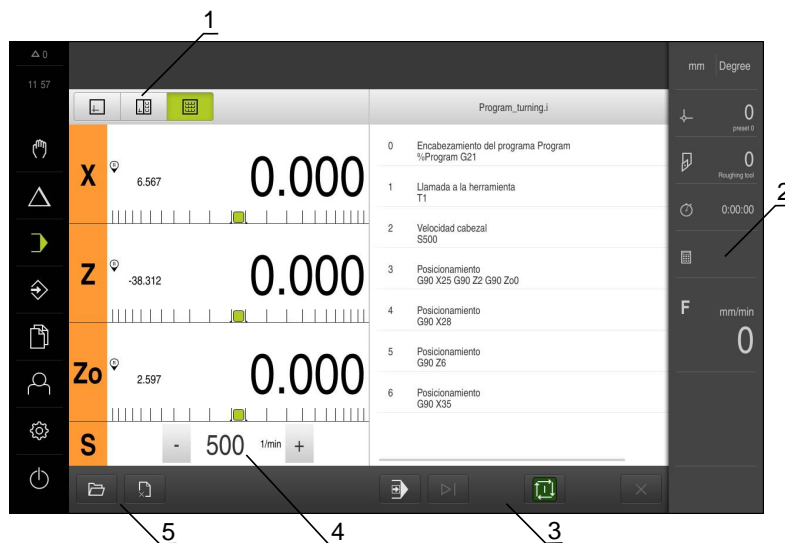 1
0
11 57
mm Degree
Program_turning.i
0
preset 0
X
R
6.567
0.000
0
Encabezamiento del programa Program
%Program G21
1
Llamada a la herramienta
T1
2
Velocidad cabezal
S500
3
Posicionamiento
G90 X25 G90 Z2 G90 Zo0
4
Posicionamiento
G90 X28
5
Posicionamiento
G90 Z6
6
Posicionamiento
G90 X35
0
Roughing tool
2
0:00:00
Z
R
-38.312
0.000
F
mm/min
0
Zo
R
2.597
0.000
S
- 500 1/min +
5
4
3